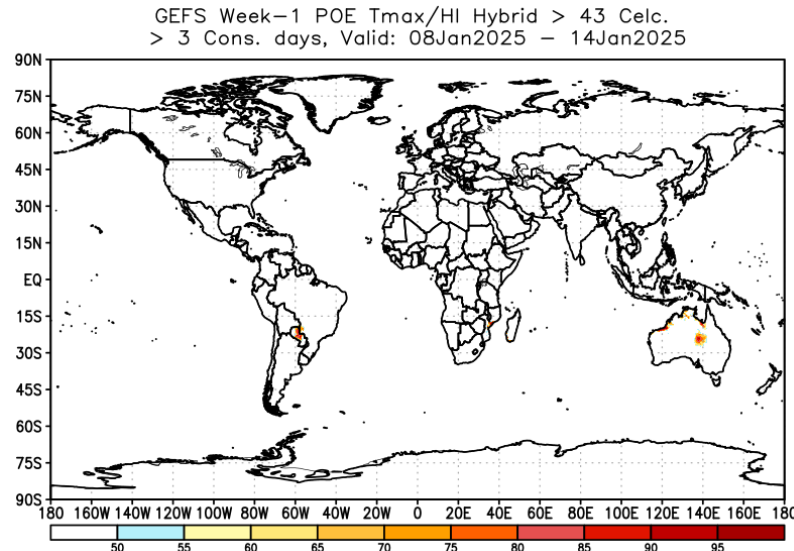 GEFS Week-1 POE Tmax/HI Hybrid > 43 Celc.
> 3 Cons. days, Valid: 08Jan2025 - 14Jan2025
90N
75N
60N
45N
30N
15N
EQ
15S
30S
45S
60S
75S
90S
180 160W 140W 120W 100W 80W 60W 40W 20W 0 20E 40E 60E 80E 100E 120E 140E 160E 180
50 55 60 65 70 75 80 85 90 95